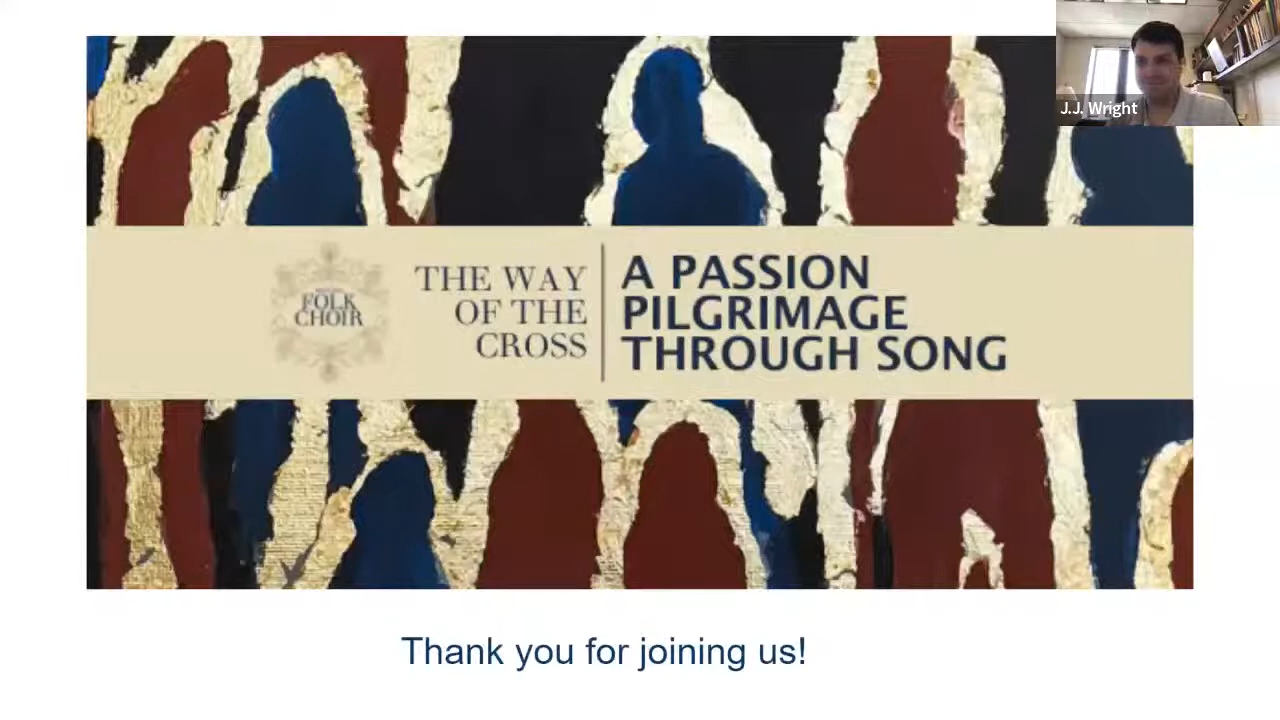 J.J. Wright
FOLK
CHOIR
THE WAY
OF THE
CROSS
A PASSION
PILGRIMAGE
THROUGH SONG
Thank you for joining us!